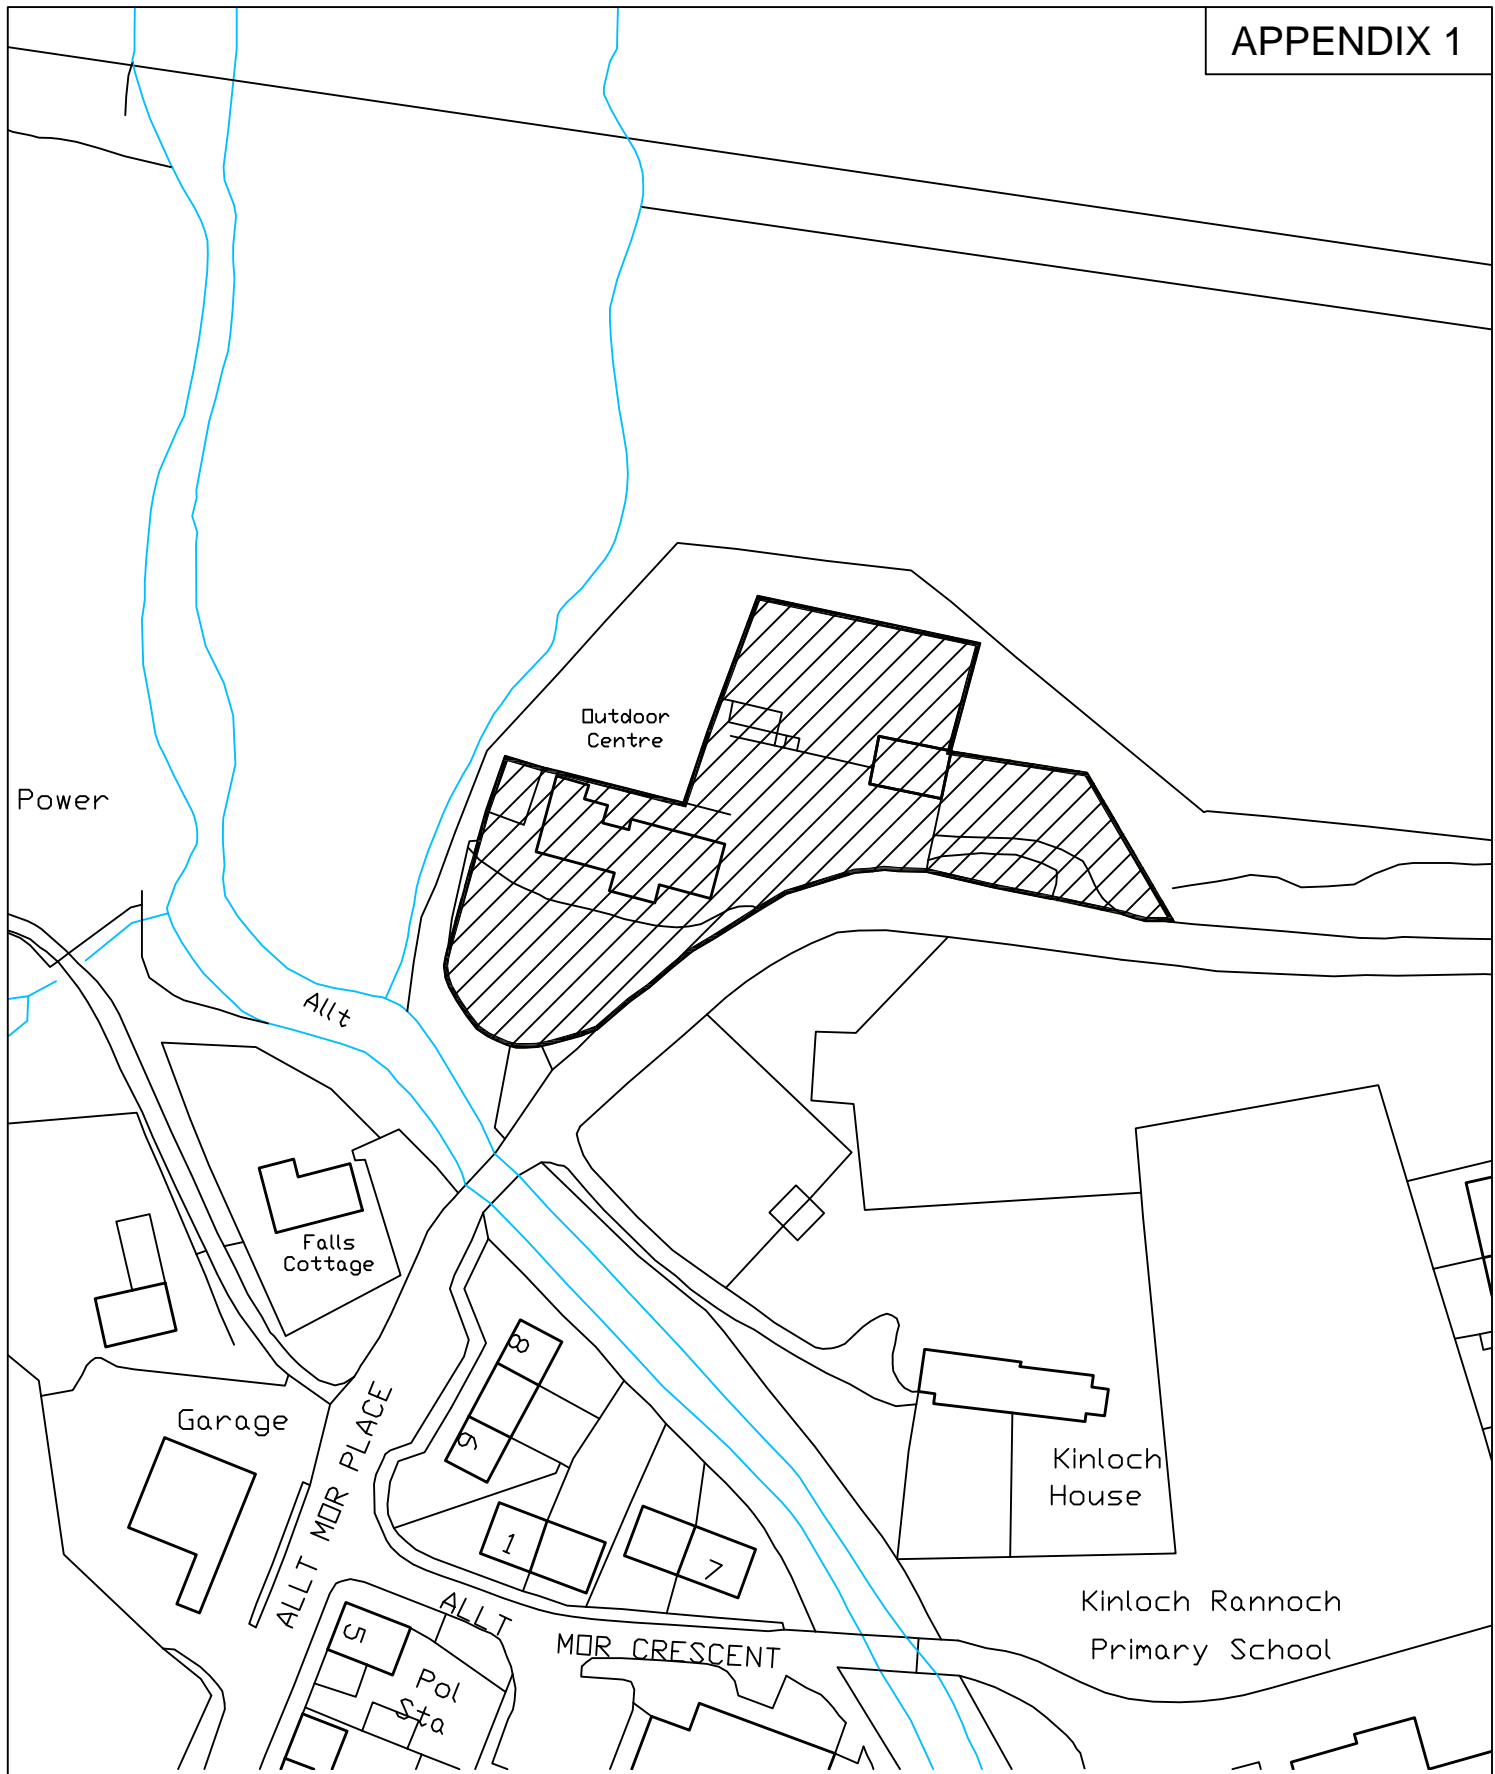 APPENDIX 1
Outdoor
Centre
Power
Allt
Falls
Cottage
8
6
Garage
ALLT MOR PLACE
Kinloch
House
1
7
Kinloch Rannoch
Primary School
ALLT
MOR CRESCENT
5
Pol
Sta